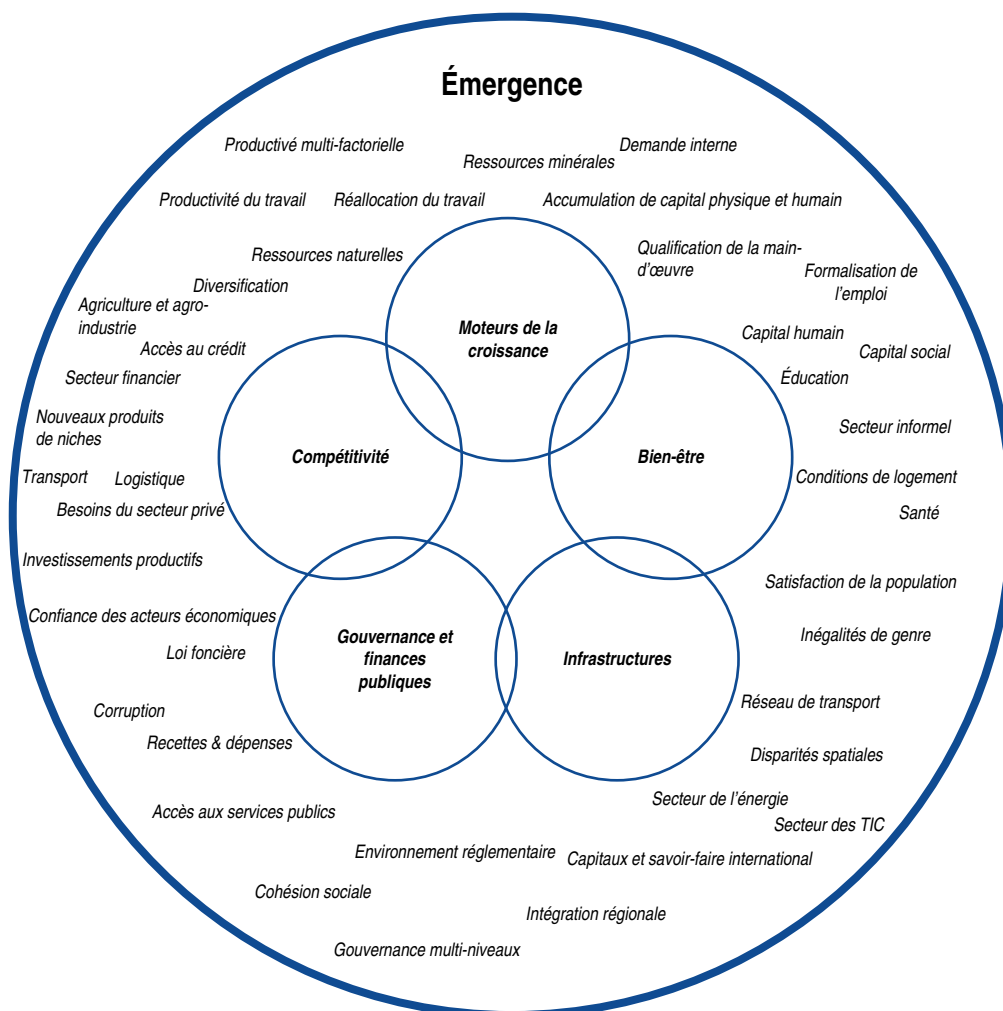 Émergence
Productivé multi-factorielle
Demande interne
Ressources minérales
Productivité du travail
Réallocation du travail
Accumulation de capital physique et humain
Ressources naturelles
Qualification de la main-
d'œuvre
Formalisation de
l'emploi
Diversification
Agriculture et agro-
industrie
Moteurs de la
croissance
Capital humain
Accès au crédit
Capital social
Secteur financier
Éducation
Nouveaux produits
de niches
Secteur informel
Compétitivité
Bien-être
Transport
Logistique
Conditions de logement
Besoins du secteur privé
Santé
Investissements productifs
Satisfaction de la population
Confiance des acteurs économiques
Inégalités de genre
Loi foncière
Gouvernance et
finances
publiques
Infrastructures
Réseau de transport
Corruption
Recettes & dépenses
Disparités spatiales
Secteur de l'énergie
Accès aux services publics
Secteur des TIC
Environnement réglementaire
Capitaux et savoir-faire international
Cohésion sociale
Intégration régionale
Gouvernance multi-niveaux